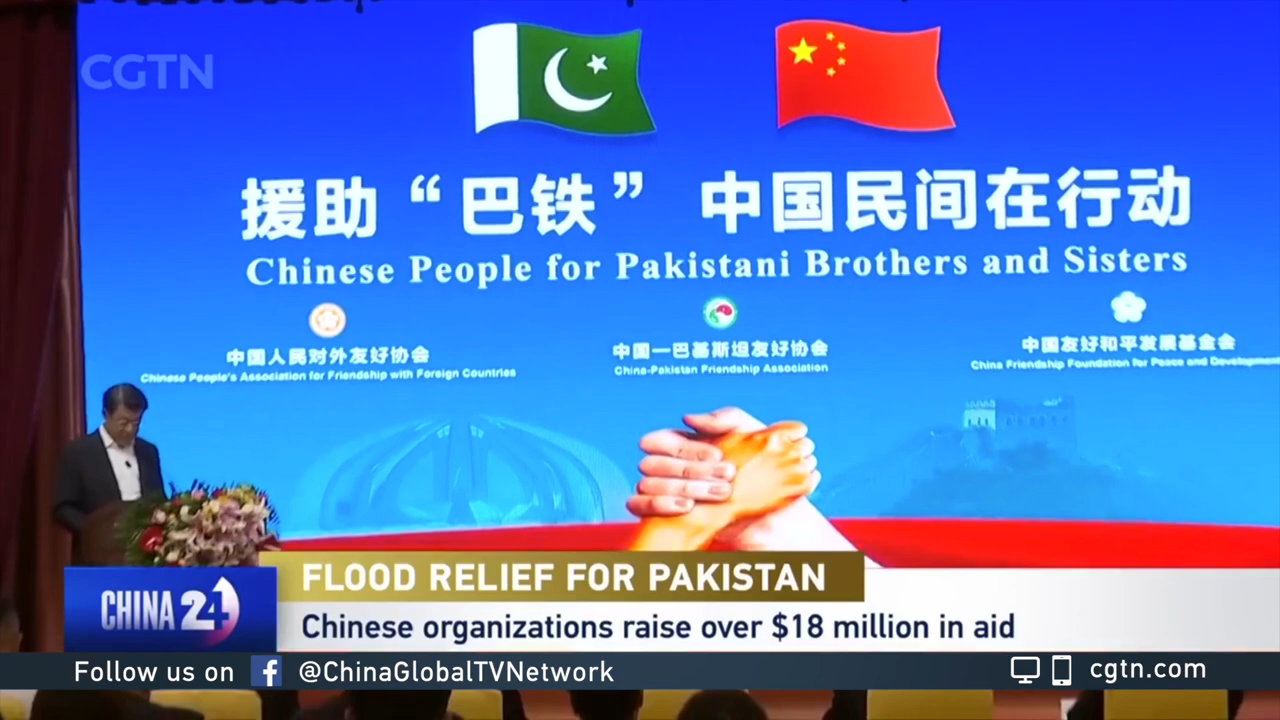 CGTN
援助“巴铁” 中国民间在行动
Chinese People for Pakistani Brothers and Sisters
中国人民对外友好协会
Chinese People's Association for Friendship with Foreign Countries
中国—巴基斯坦友好协会
China-Pakistan Friendship Association
中国友好和平发展基金会
China Friendship Foundation for Peace and Development
FLOOD RELIEF FOR PAKISTAN
CHINA 24
Chinese organizations raise over $18 million in aid
Follow us on
@ChinaGlobalTVNetwork
cgtn.com